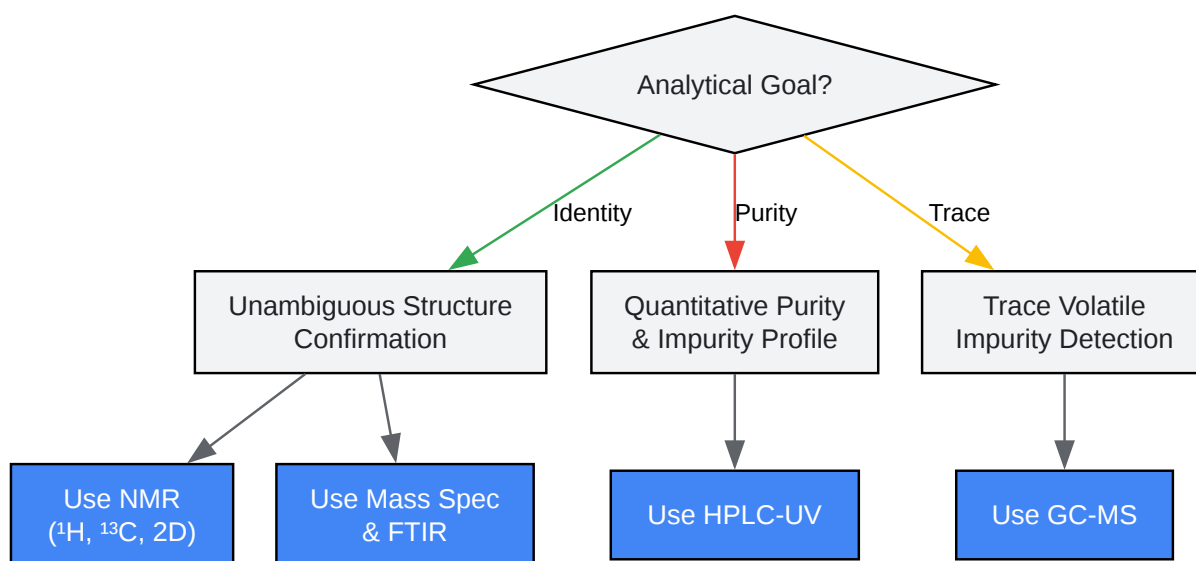 Analytical Goal?
Identity
Purity
Trace
Unambiguous Structure
Confirmation
Quantitative Purity
& Impurity Profile
Trace Volatile
Impurity Detection
Use NMR
(¹H, ¹³C, 2D)
Use Mass Spec
& FTIR
Use HPLC-UV
Use GC-MS